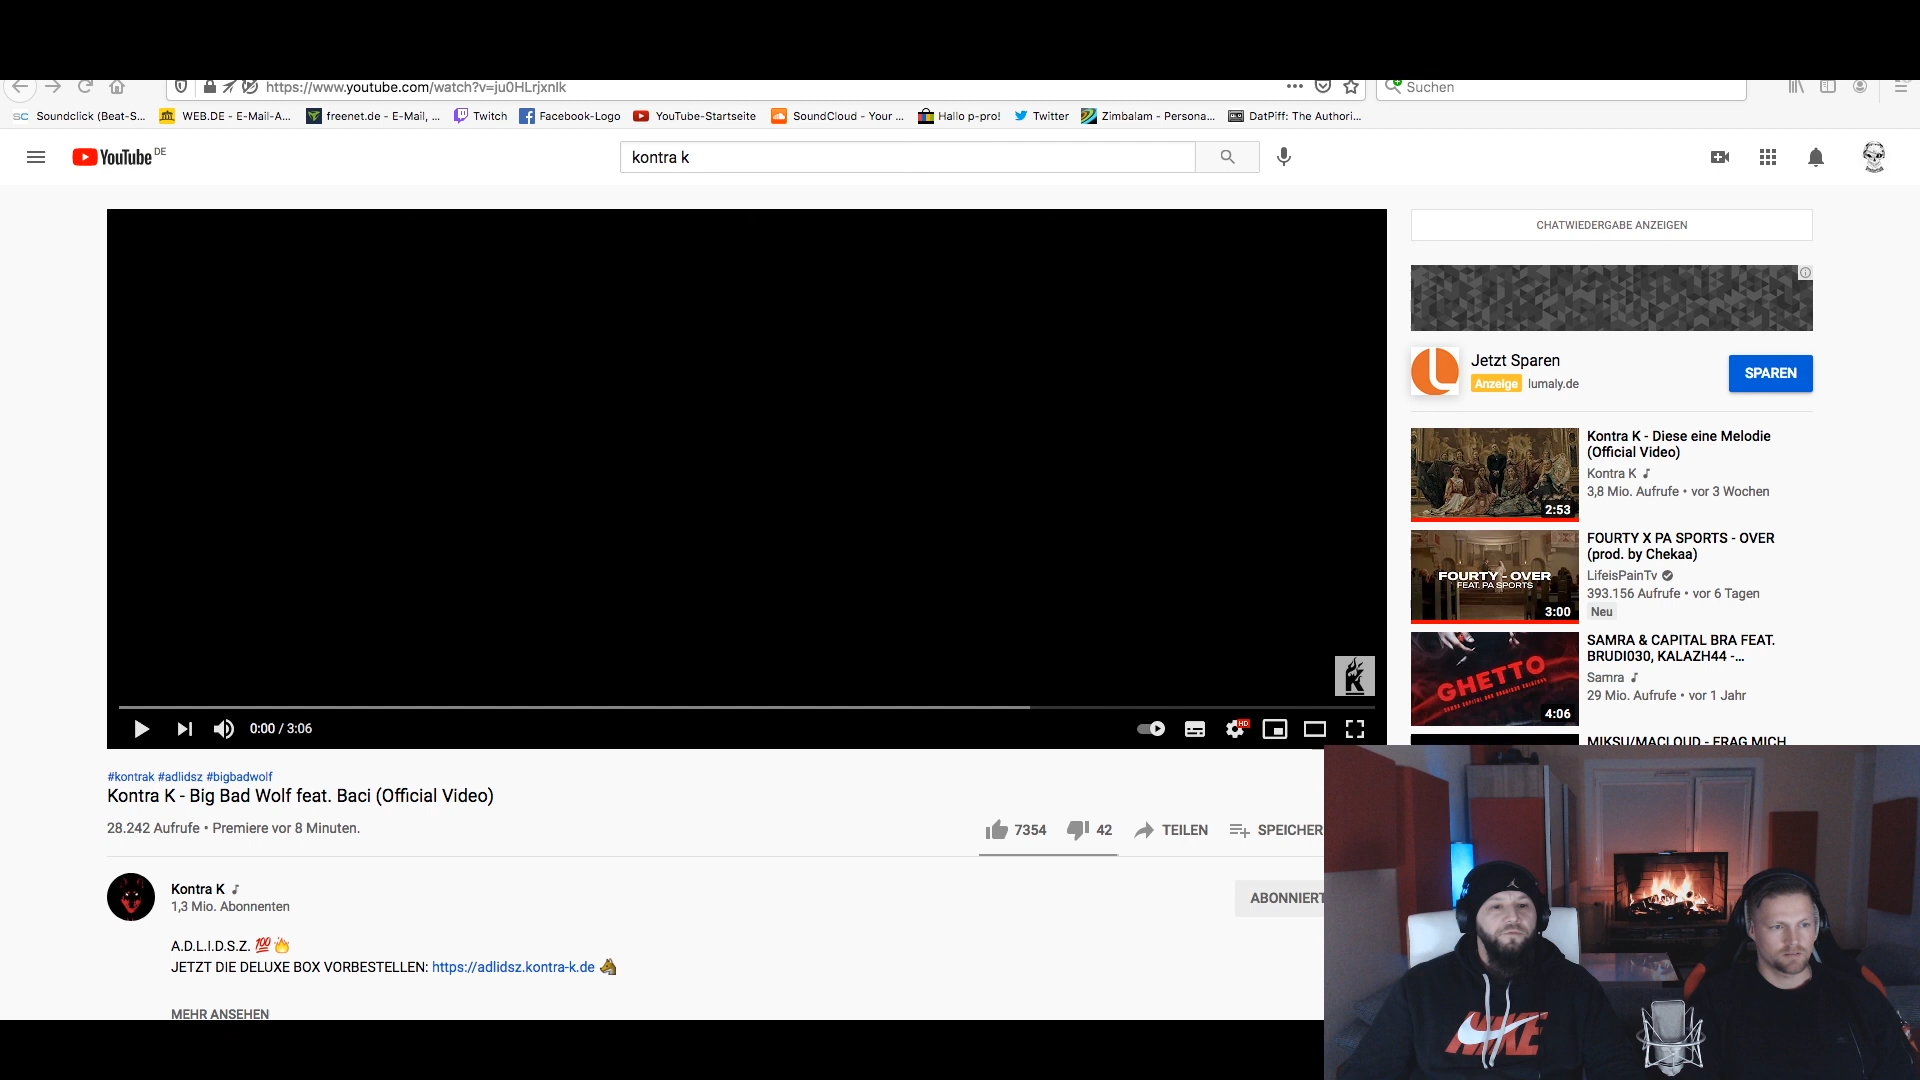 https://www.youtube.com/watch?v=ju0HLrjxnlk
Suchen
Soundclick (Beat-S...
WEB.DE - E-Mail-A...
freenet.de - E-Mail, ...
Twitch
Facebook-Logo
YouTube-Startseite
SoundCloud - Your ...
Hallo p-pro!
Twitter
Zimbalam - Persona...
DatPiff: The Authori...
YouTube DE
kontra k
CHATWIEDERGABE ANZEIGEN
Jetzt Sparen
Anzeige lumaly.de
SPAREN
Kontra K - Diese eine Melodie
(Official Video)
Kontra K
3,8 Mio. Aufrufe • vor 3 Wochen
2:53
FOURTY - OVER
FEAT. PA SPORTS
3:00
FOURTY X PA SPORTS - OVER
(prod. by Chekaa)
LifeisPainTv
393.156 Aufrufe • vor 6 Tagen
Neu
GHETTO
4:06
SAMRA & CAPITAL BRA FEAT.
BRUDI030, KALAZH44 -...
Samra
29 Mio. Aufrufe • vor 1 Jahr
MIKSU/MACLOUD - FRAG MICH
K
0:00 / 3:06
HD
#kontrak #adlidsz #bigbadwolf
Kontra K - Big Bad Wolf feat. Baci (Official Video)
28.242 Aufrufe • Premiere vor 8 Minuten.
7354
42
TEILEN
SPEICHER
Kontra K
1,3 Mio. Abonnenten
ABONNIERT
A.D.L.I.D.S.Z. 💯🔥
JETZT DIE DELUXE BOX VORBESTELLEN: https://adlidsz.kontra-k.de 🐺
MEHR ANSEHEN
NIKE